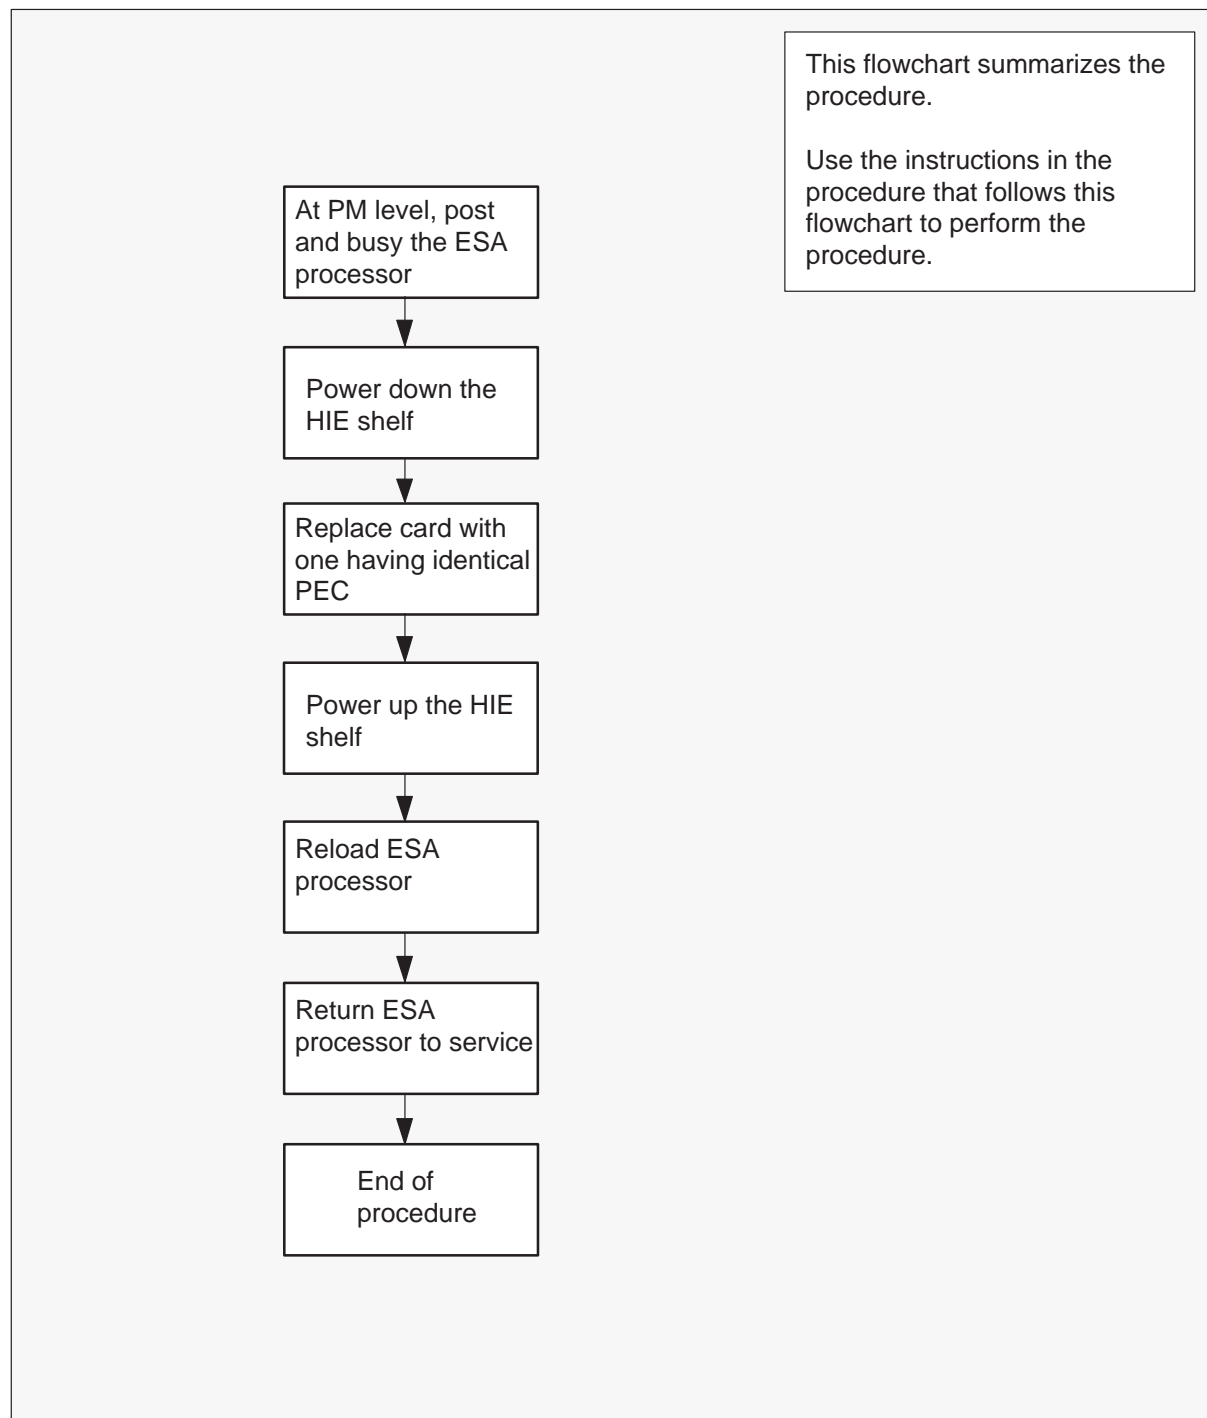 This flowchart summarizes the
procedure.
Use the instructions in the
procedure that follows this
flowchart to perform the
procedure.
At PM level, post
and busy the ESA
processor
Power down the
HIE shelf
Replace card with
one having identical
PEC
Power up the HIE
shelf
Reload ESA
processor
Return ESA
processor to service
End of
procedure